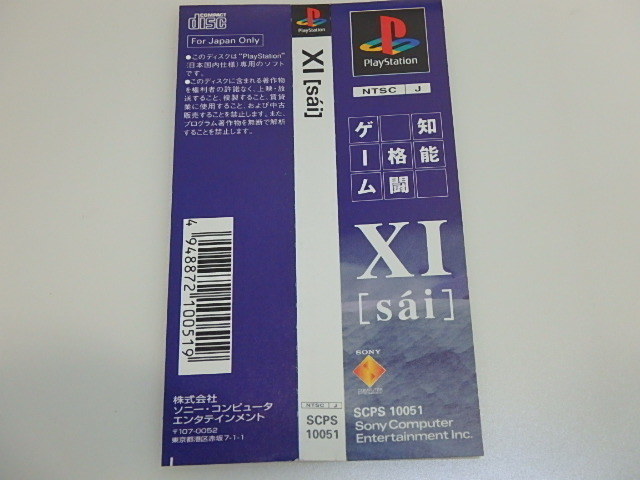 COMPACT
disc
For Japan Only
●このディスクは"PlayStation"
(日本国内仕様)専用のソフト
です。
●このディスクに含まれる著作物
を権利者の許諾なく、上映・放
送すること、複製すること、賃貸
業に使用すること、および中古
販売することを禁止します。また、
プログラム著作物を無断で解析
することを禁止します。
4948872100519
株式会社
ソニー・コンピュータ
エンタテインメント
〒107-0052
東京都港区赤坂7-1-1
PlayStation
XI [sái]
NTSC J
SCPS
10051
PlayStation
NTSC J
知能
格闘
ゲーム
XI
[sái]
SONY
SCPS 10051
Sony Computer
Entertainment Inc.